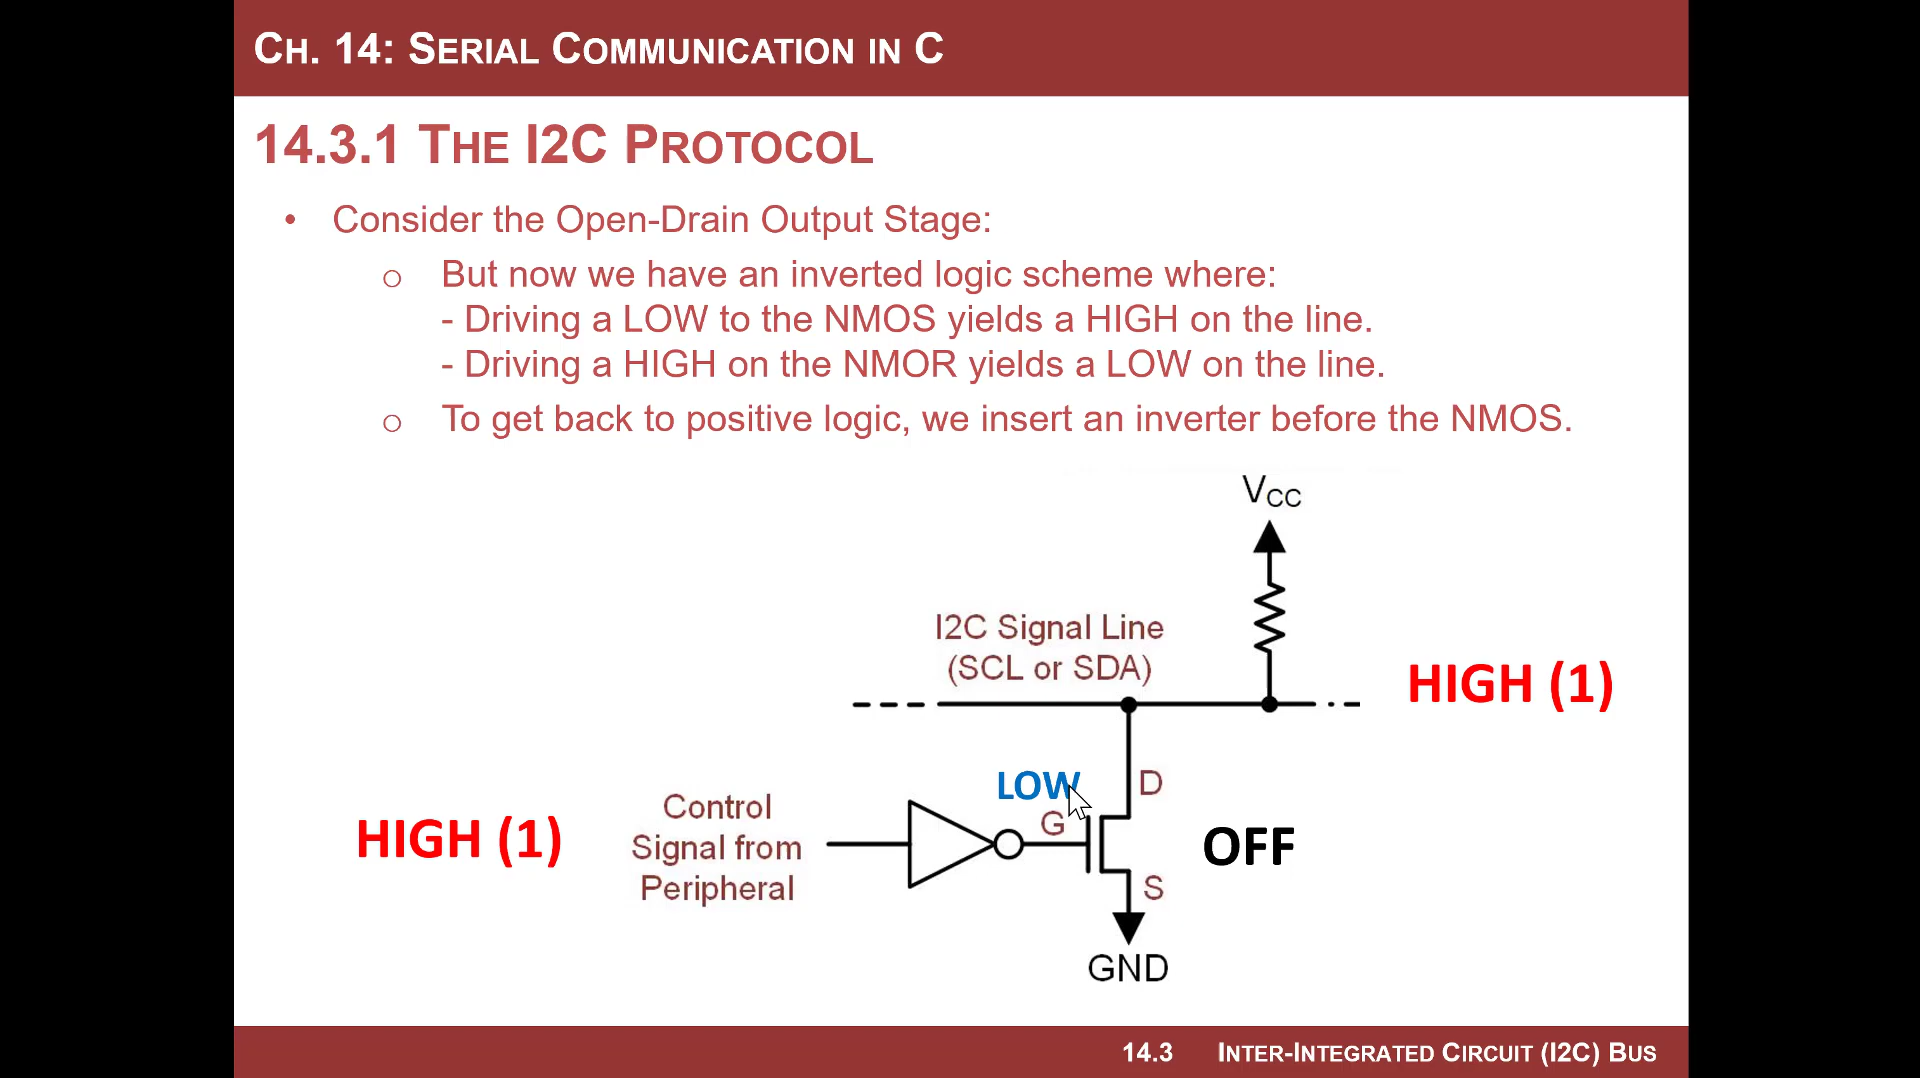 CH. 14: SERIAL COMMUNICATION IN C
14.3.1 THE I2C PROTOCOL
• Consider the Open-Drain Output Stage:
o But now we have an inverted logic scheme where:
- Driving a LOW to the NMOS yields a HIGH on the line.
- Driving a HIGH on the NMOR yields a LOW on the line.
o To get back to positive logic, we insert an inverter before the NMOS.
VCC
I2C Signal Line
(SCL or SDA)
HIGH (1)
LOW
D
G
HIGH (1)
Control
Signal from
Peripheral
OFF
S
GND
14.3 INTER-INTEGRATED CIRCUIT (I2C) BUS